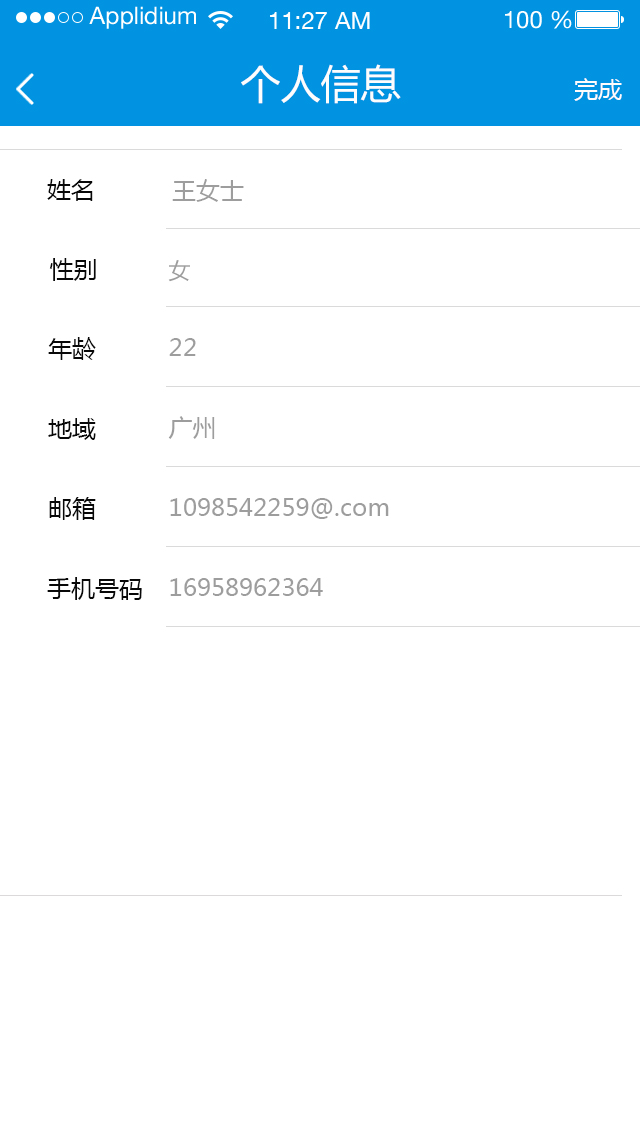 Applidium 11:27 AM 100 %
个人信息 完成
姓名 王女士
性别 女
年龄 22
地域 广州
邮箱 1098542259@.com
手机号码 16958962364